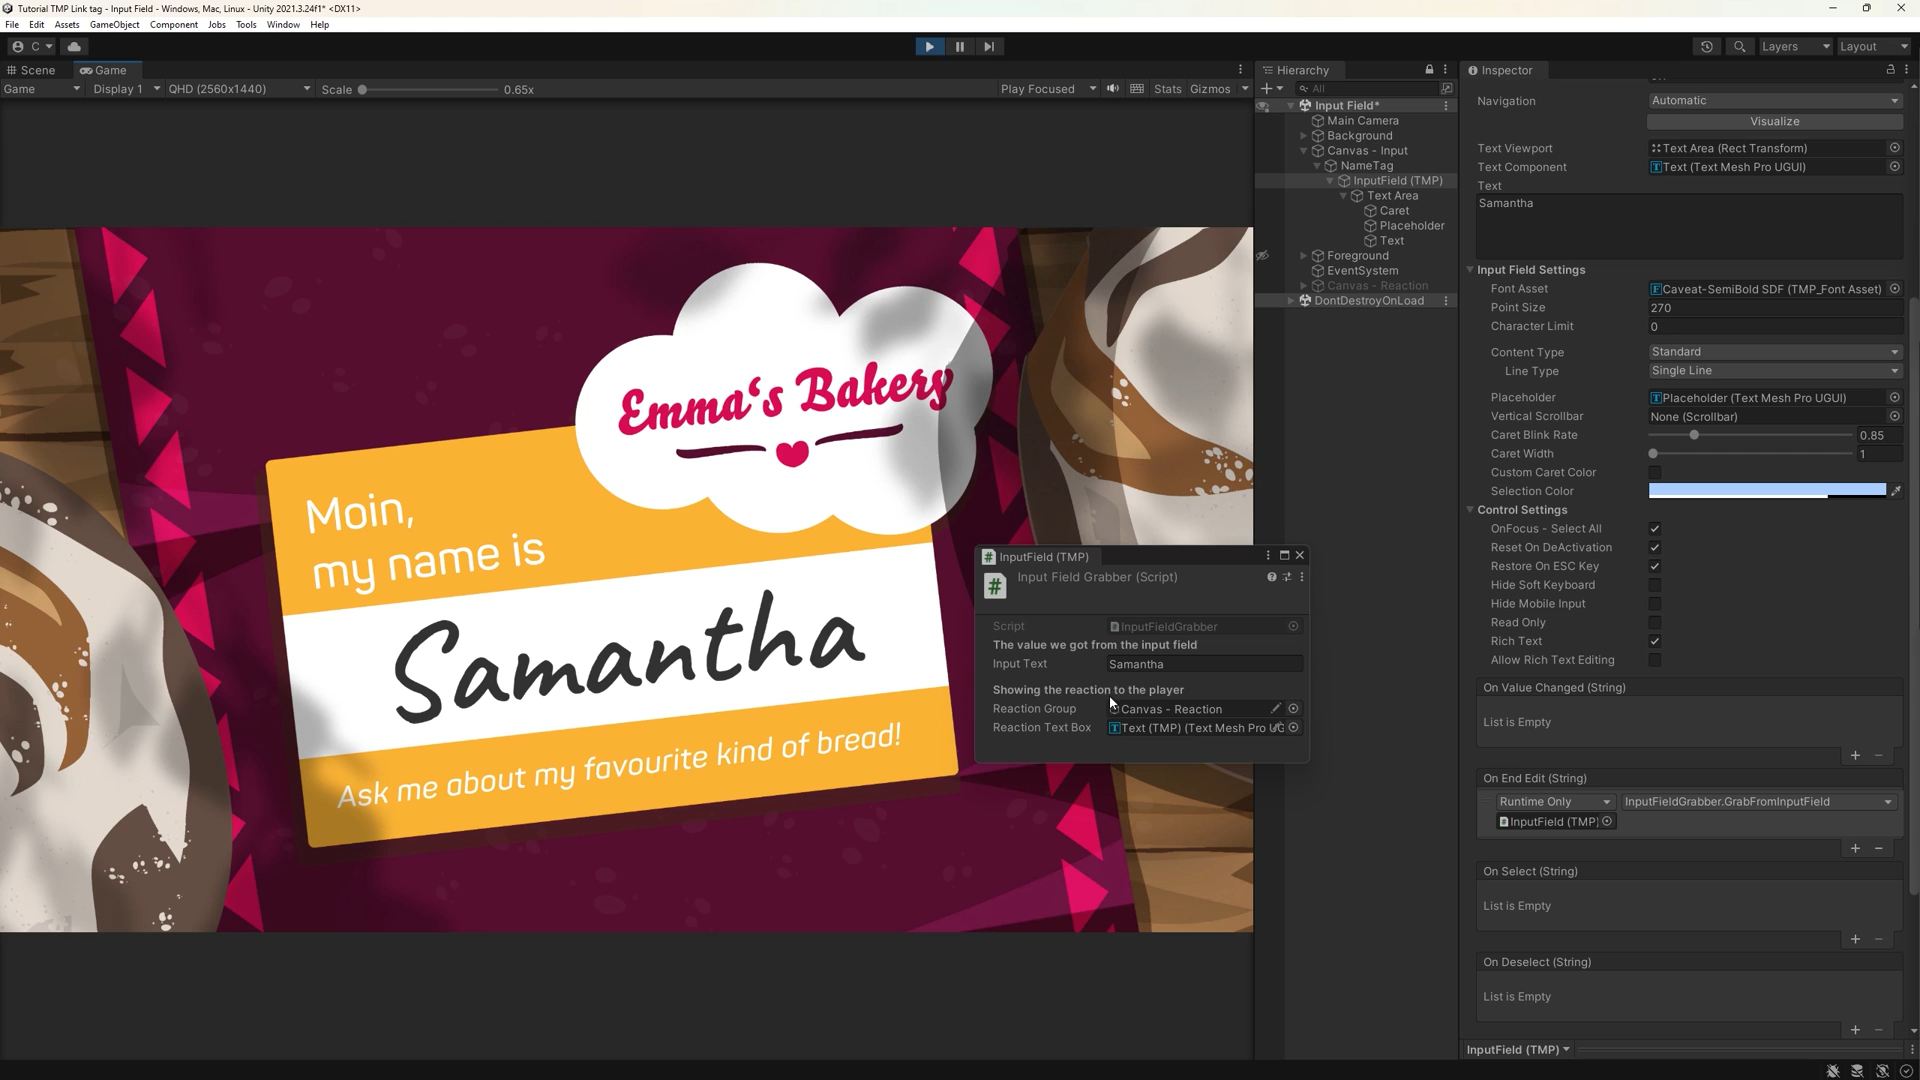 Tutorial TMP Link tag - Input Field - Windows, Mac, Linux - Unity 2021.3.24f1* <DX11>
File Edit Assets GameObject Component Jobs Tools Window Help
C
Layers Layout
Scene Game
Game Display 1 QHD (2560x1440) Scale 0.65x Play Focused Stats Gizmos
Emma's Bakery
Moin,
my name is
Samantha
Ask me about my favourite kind of bread!
InputField (TMP)
Input Field Grabber (Script)
Script InputFieldGrabber
The value we got from the input field
Input Text Samantha
Showing the reaction to the player
Reaction Group Canvas - Reaction
Reaction Text Box Text (TMP) (Text Mesh Pro
Hierarchy
All
Input Field*
Main Camera
Background
Canvas - Input
NameTag
InputField (TMP)
Text Area
Caret
Placeholder
Text
Foreground
EventSystem
Canvas - Reaction
DontDestroyOnLoad
Inspector
Navigation Automatic
Visualize
Text Viewport Text Area (Rect Transform)
Text Component Text (Text Mesh Pro UGUI)
Text
Samantha
Input Field Settings
Font Asset Caveat-SemiBold SDF (TMP_Font Asset)
Point Size 270
Character Limit 0
Content Type Standard
Line Type Single Line
Placeholder Placeholder (Text Mesh Pro UGUI)
Vertical Scrollbar None (Scrollbar)
Caret Blink Rate 0.85
Caret Width 1
Custom Caret Color
Selection Color
Control Settings
OnFocus - Select All
Reset On DeActivation
Restore On ESC Key
Hide Soft Keyboard
Hide Mobile Input
Read Only
Rich Text
Allow Rich Text Editing
On Value Changed (String)
List is Empty
On End Edit (String)
Runtime Only InputFieldGrabber.GrabFromInputField
InputField (TMP)
On Select (String)
List is Empty
On Deselect (String)
List is Empty
InputField (TMP)